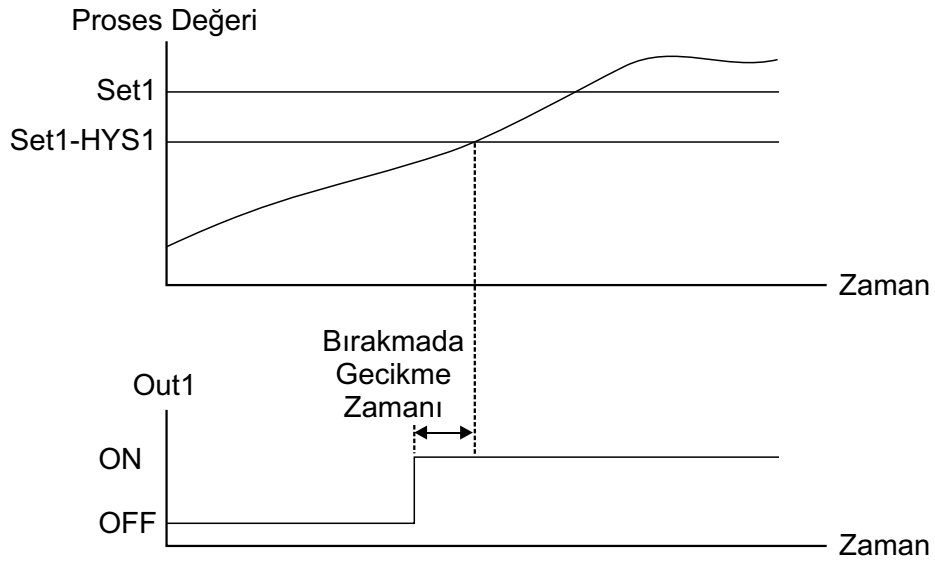 Proses Değeri
Set1
Set1-HYS1
Zaman
Bırakmada
Gecikme
Zamanı
Out1
ON
OFF
Zaman